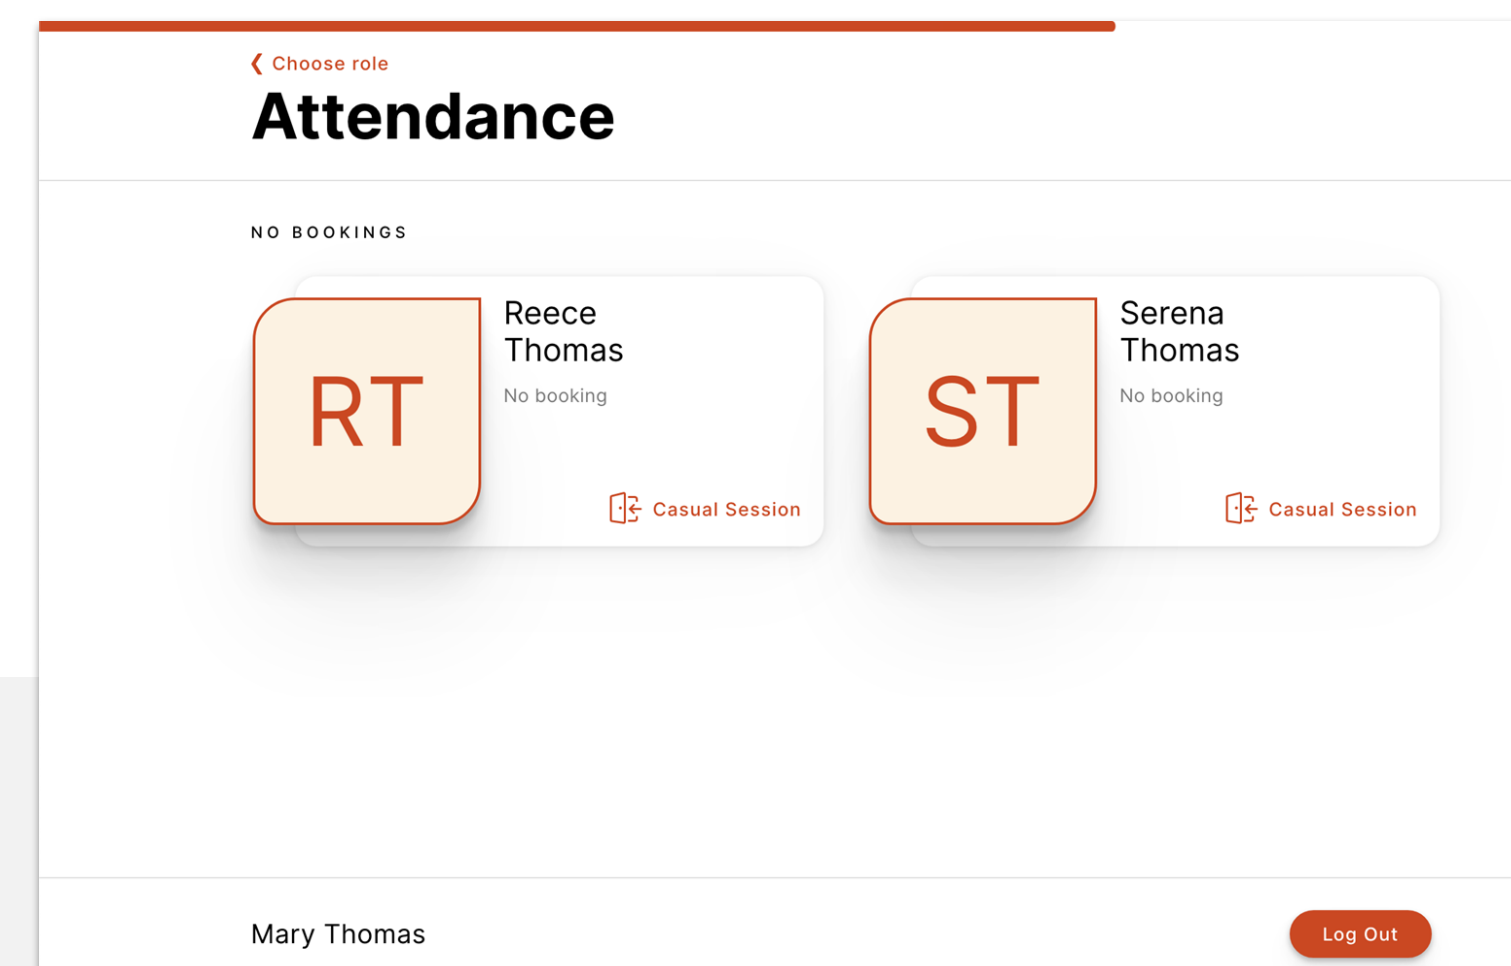 Choose role
Attendance
NO BOOKINGS
RT
Reece
Thomas
No booking
Casual Session
ST
Serena
Thomas
No booking
Casual Session
Mary Thomas
Log Out